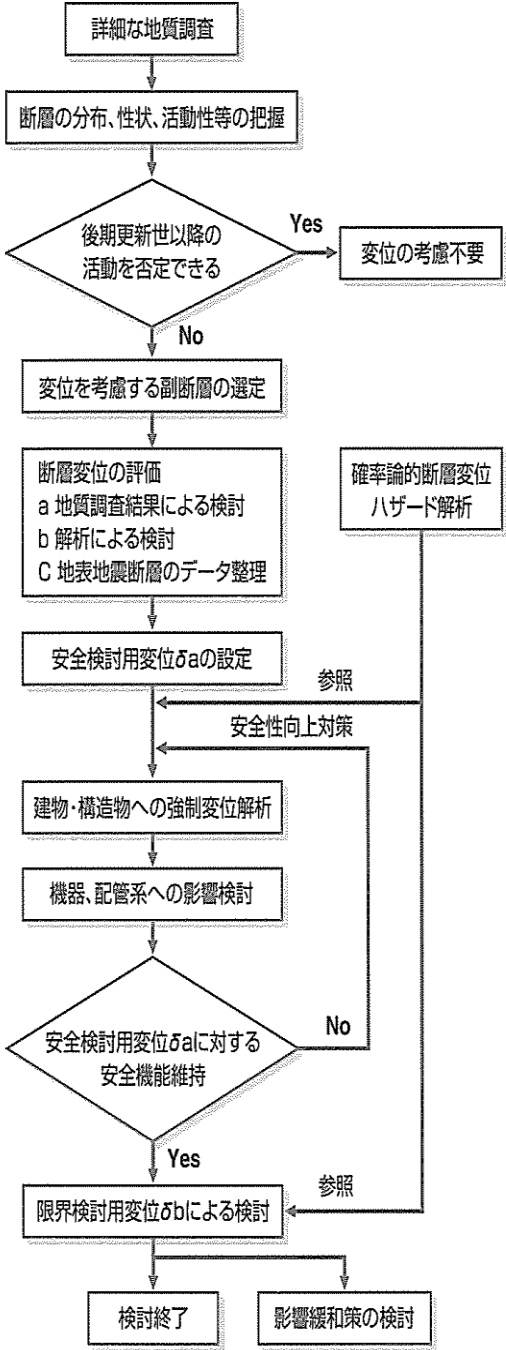 詳細な地質調査
断層の分布、性状、活動性等の把握
後期更新世以降の
活動を否定できる
Yes
変位の考慮不要
No
変位を考慮する副断層の選定
断層変位の評価
a 地質調査結果による検討
b 解析による検討
C 地表地震断層のデータ整理
確率論的断層変位
ハザード解析
安全検討用変位δaの設定
参照
安全性向上対策
建物・構造物への強制変位解析
機器、配管系への影響検討
安全検討用変位δaに対する
安全機能維持
No
Yes
参照
限界検討用変位δbによる検討
検討終了
影響緩和策の検討